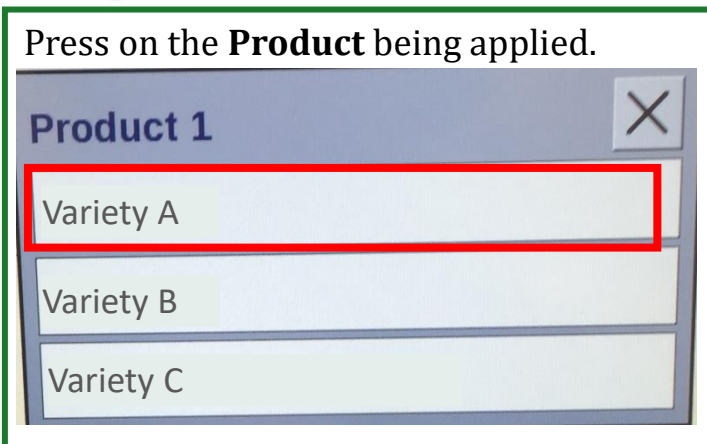 Press on the Product being applied.
Product 1
Variety A
Variety B
Variety C